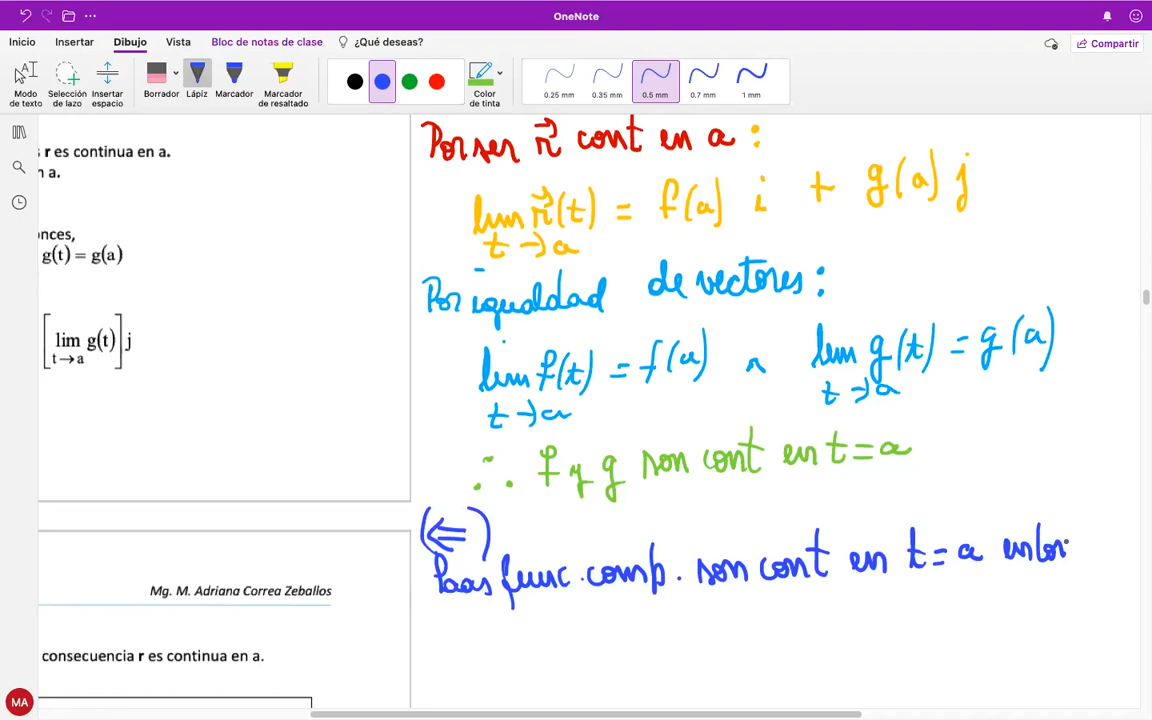 OneNote
Inicio Insertar Dibujo Vista Bloc de notas de clase ¿Qué deseas? Compartir
Modo de texto Selección de lazo Insertar espacio Borrador Lápiz Marcador Marcador de resaltado Color de tinta 0.25 mm 0.35 mm 0.5 mm 0.7 mm 1 mm
s r es continua en a.
n a.
onces,
g(t) = g(a)
[lim g(t)] j
t→a
Mg. M. Adriana Correa Zeballos
consecuencia r es continua en a.
MA
Por ser r⃗ cont en a :
lim r⃗(t) = f(a) i + g(a) j
t→a
Por igualdad de vectores:
lim f(t) = f(a) ∧ lim g(t) = g(a)
t→a t→a
∴ f y g son cont en t = a
(⇐)
func. comp. son cont en t = a